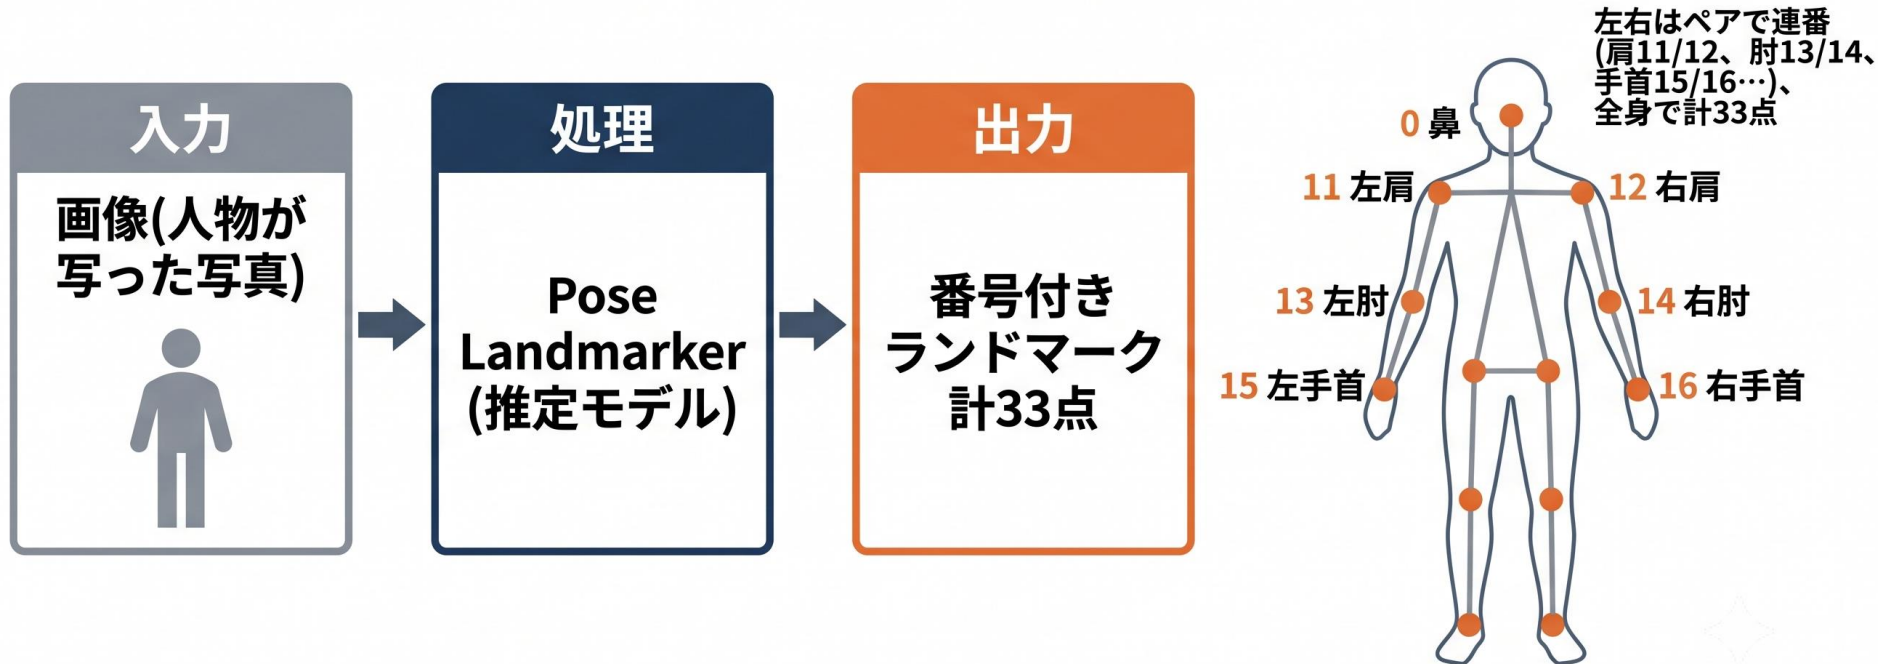 入力
画像(人物が
写った写真)
処理
Pose
Landmarker
(推定モデル)
出力
番号付き
ランドマーク
計33点
左右はペアで連番
(肩11/12、肘13/14、
手首15/16…)、
全身で計33点
0 鼻
11 左肩
12 右肩
13 左肘
14 右肘
15 左手首
16 右手首